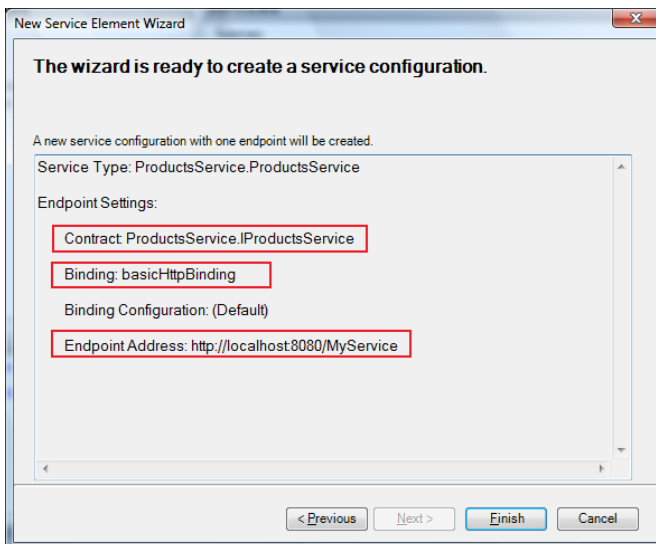 New Service Element Wizard
The wizard is ready to create a service configuration.
A new service configuration with one endpoint will be created.
Service Type: ProductsService.ProductsService
Endpoint Settings:
Contract: ProductsService.IProductsService
Binding: basicHttpBinding
Binding Configuration: (Default)
Endpoint Address: http://localhost:8080/MyService
< Previous
Next >
Finish
Cancel